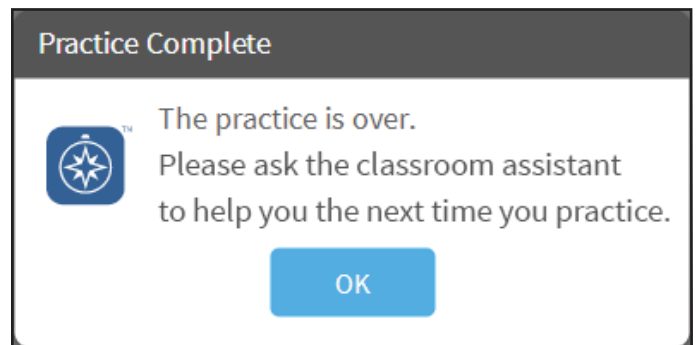 Practice Complete
TM
The practice is over.
Please ask the classroom assistant
to help you the next time you practice.
OK